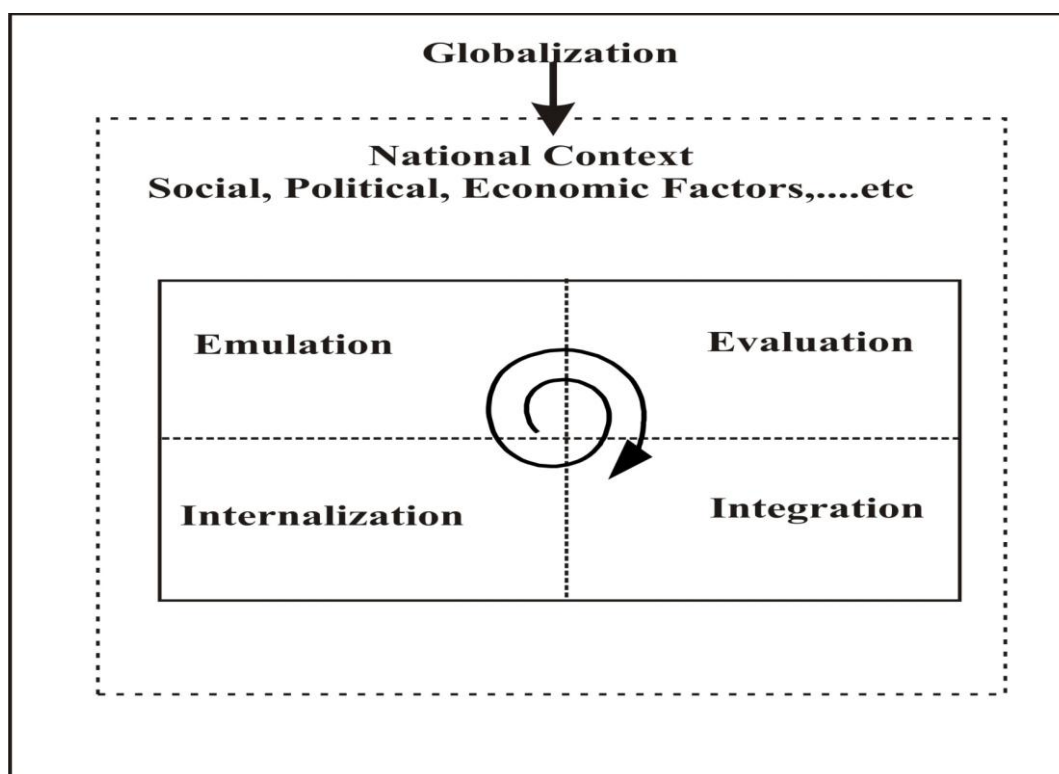 Globalization
National Context
Social, Political, Economic Factors,....etc
Emulation
Evaluation
Internalization
Integration